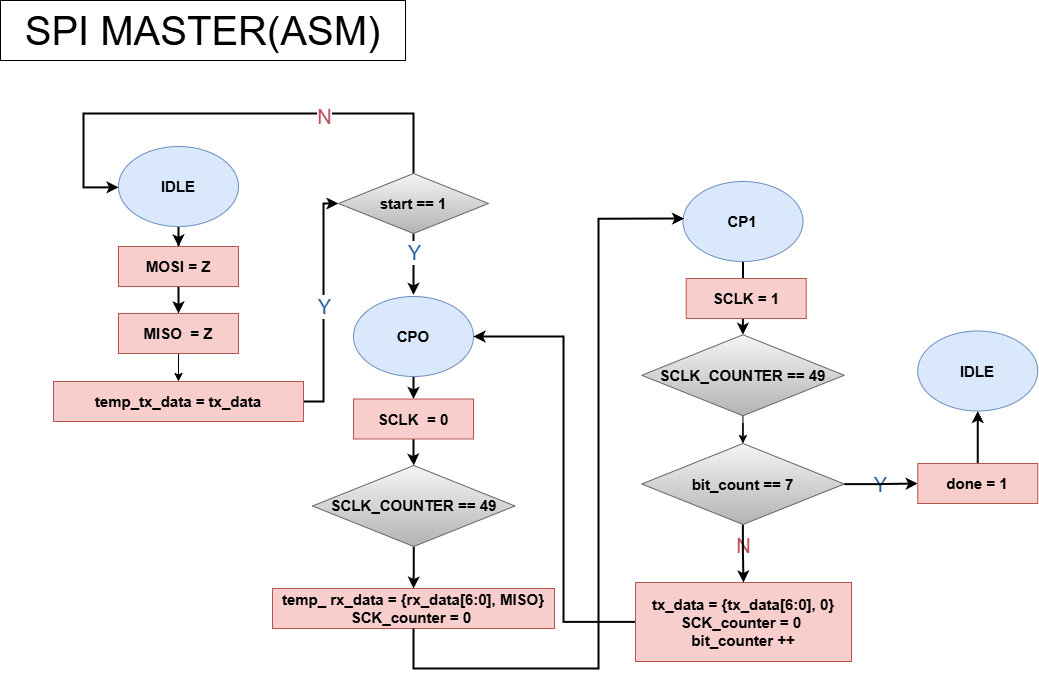 SPI MASTER(ASM)
N
IDLE
MOSI = Z
MISO  = Z
temp_tx_data = tx_data
Y
start == 1
Y
CPO
SCLK  = 0
SCLK_COUNTER == 49
temp_ rx_data = {rx_data[6:0], MISO}
SCK_counter = 0
CP1
SCLK = 1
SCLK_COUNTER == 49
bit_count == 7
Y
done = 1
IDLE
N
tx_data = {tx_data[6:0], 0}
SCK_counter = 0
bit_counter ++